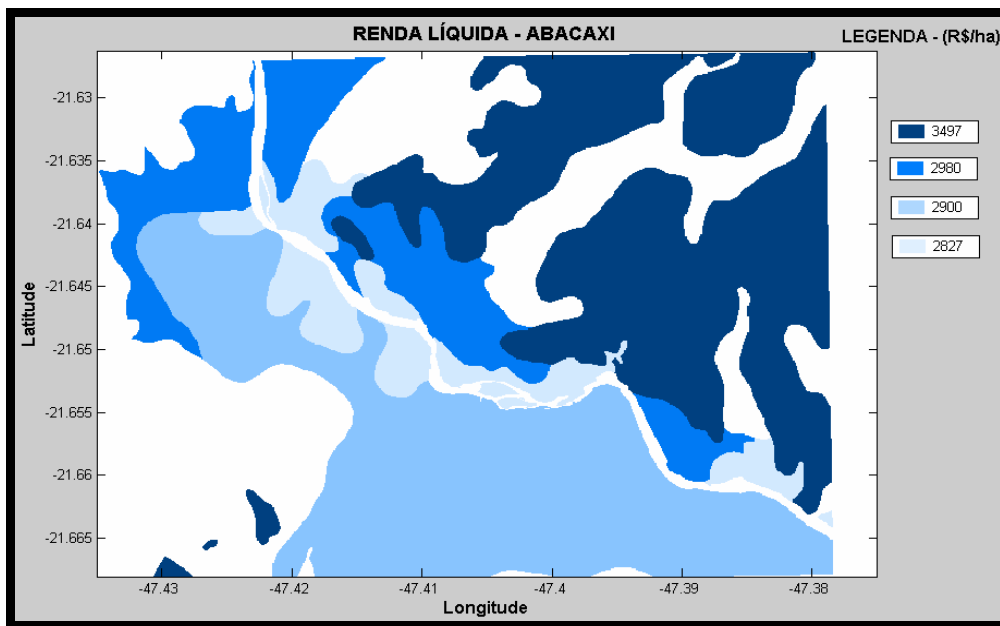 RENDA LÍQUIDA - ABACAXI
LEGENDA - (R$/ha)
3497
2980
2900
2827
Latitude
-21.63
-21.635
-21.64
-21.645
-21.65
-21.655
-21.66
-21.665
-47.43 -47.42 -47.41 -47.4 -47.39 -47.38
Longitude